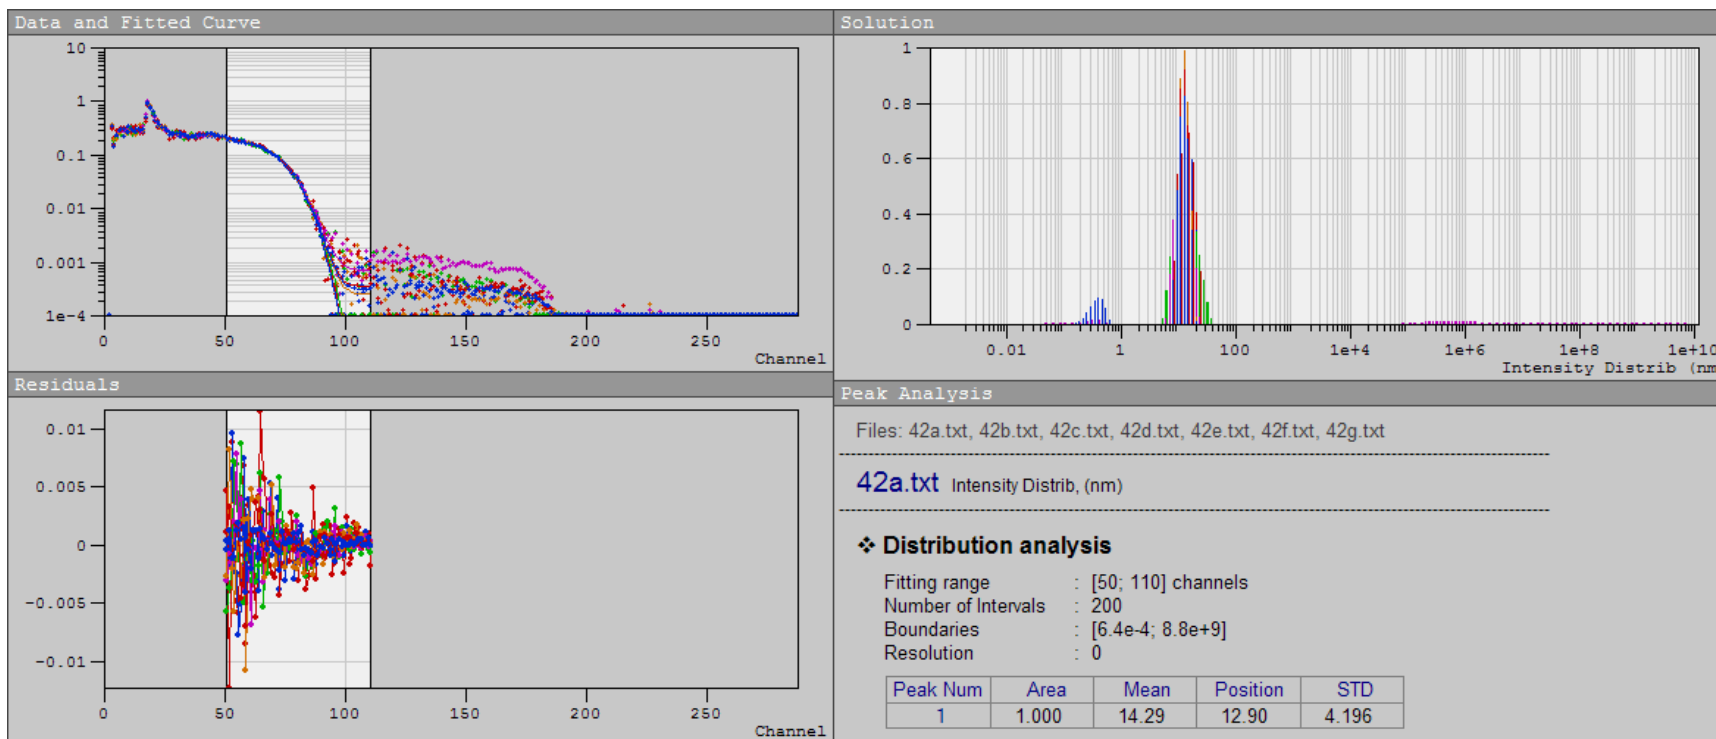 Data and Fitted Curve
10
1
0.1
0.01
0.001
1e-4
0 50 100 150 200 250
Channel
Residuals
0.01
0.005
0
-0.005
-0.01
0 50 100 150 200 250
Channel
Solution
1
0.8
0.6
0.4
0.2
0
0.01 1 100 1e+4 1e+6 1e+8 1e+10
Intensity Distrib (nm
Peak Analysis
Files: 42a.txt, 42b.txt, 42c.txt, 42d.txt, 42e.txt, 42f.txt, 42g.txt
42a.txt Intensity Distrib, (nm)
❖ Distribution analysis
Fitting range : [50; 110] channels
Number of Intervals : 200
Boundaries : [6.4e-4; 8.8e+9]
Resolution : 0
Peak Num Area Mean Position STD
1 1.000 14.29 12.90 4.196